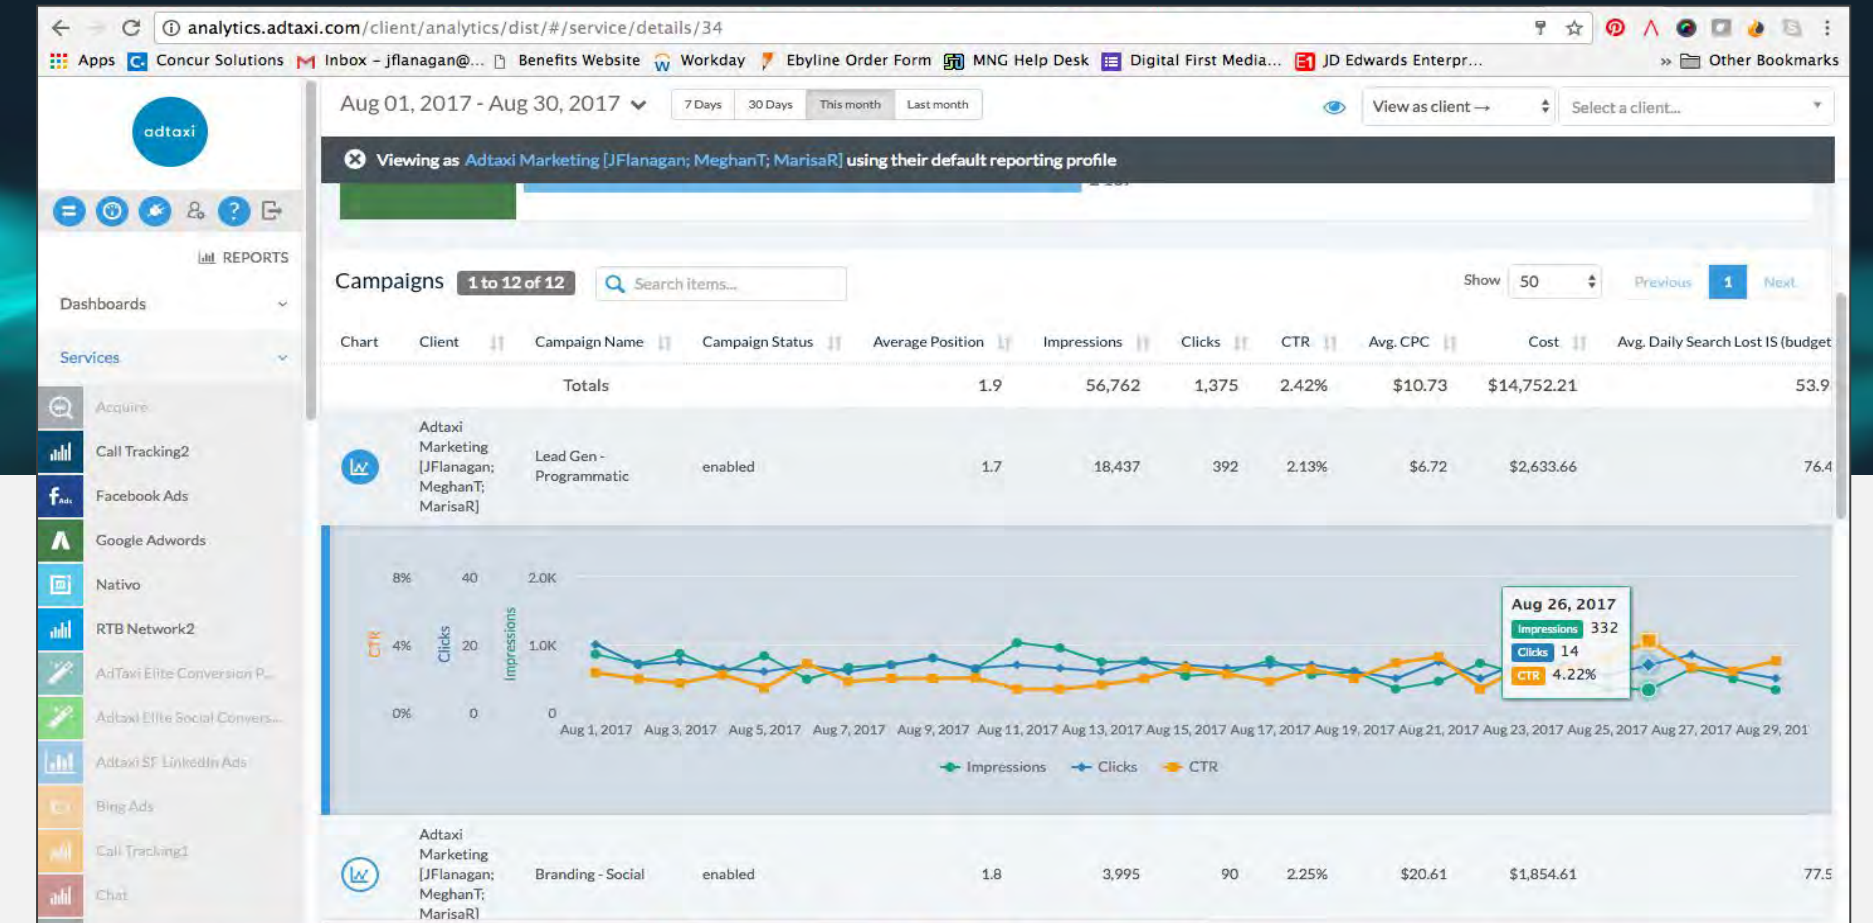 analytics.adtaxi.com/client/analytics/dist/#/service/details/34
Apps C. Concur Solutions Inbox - jflanagan@... Benefits Website Workday Ebyline Order Form MNG Help Desk Digital First Media... E1 JD Edwards Enterpr... » Other Bookmarks
adtaxi
Aug 01, 2017 - Aug 30, 2017 7 Days 30 Days This month Last month View as client → Select a client...
Viewing as Adtaxi Marketing [JFlanagan; MeghanT; MarisaR] using their default reporting profile
REPORTS
Dashboards
Services
Acquire
Call Tracking2
Facebook Ads
Google Adwords
Nativo
RTB Network2
AdTaxi Elite Conversion P...
Adtaxi Elite Social Convers...
Adtaxi SF LinkedIn Ads
Bing Ads
Call Tracking1
Chat
Campaigns 1 to 12 of 12 Search items... Show 50 Previous 1 Next
Chart Client Campaign Name Campaign Status Average Position Impressions Clicks CTR Avg. CPC Cost Avg. Daily Search Lost IS (budget
Totals 1.9 56,762 1,375 2.42% $10.73 $14,752.21 53.9
Adtaxi
Marketing
[JFlanagan;
MeghanT;
MarisaR]
Lead Gen -
Programmatic
enabled 1.7 18,437 392 2.13% $6.72 $2,633.66 76.4
8% 40 2.0K
4% 20 1.0K
0% 0 0
CTR
Clicks
Impressions
Aug 26, 2017
Impressions 332
Clicks 14
CTR 4.22%
Aug 1, 2017 Aug 3, 2017 Aug 5, 2017 Aug 7, 2017 Aug 9, 2017 Aug 11, 2017 Aug 13, 2017 Aug 15, 2017 Aug 17, 2017 Aug 19, 2017 Aug 21, 2017 Aug 23, 2017 Aug 25, 2017 Aug 27, 2017 Aug 29, 201
Impressions Clicks CTR
Adtaxi
Marketing
[JFlanagan;
MeghanT;
MarisaR]
Branding - Social enabled 1.8 3,995 90 2.25% $20.61 $1,854.61 77.5